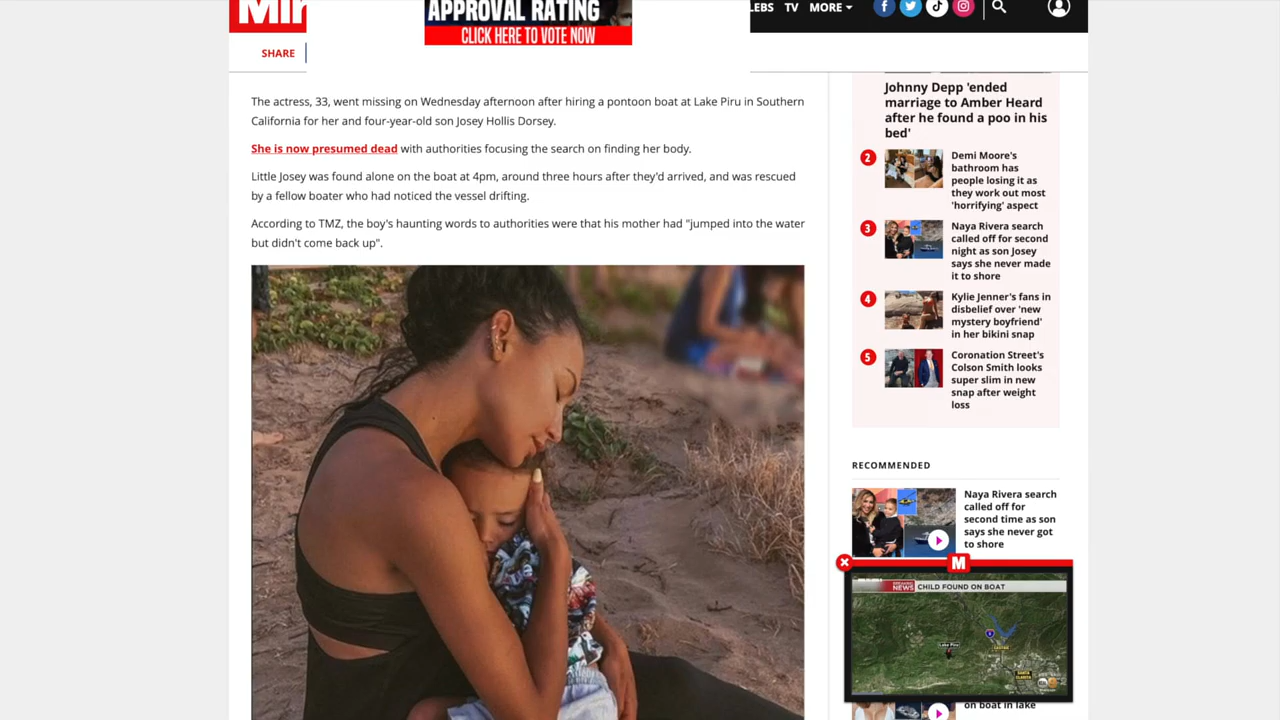 APPROVAL RATING
CLICK HERE TO VOTE NOW
TV
MORE
SHARE
The actress, 33, went missing on Wednesday afternoon after hiring a pontoon boat at Lake Piru in Southern
California for her and four-year-old son Josey Hollis Dorsey.
She is now presumed dead with authorities focusing the search on finding her body.
Little Josey was found alone on the boat at 4pm, around three hours after they'd arrived, and was rescued
by a fellow boater who had noticed the vessel drifting.
According to TMZ, the boy's haunting words to authorities were that his mother had "jumped into the water
but didn't come back up".
Johnny Depp 'ended
marriage to Amber Heard
after he found a poo in his
bed'
2
Demi Moore's
bathroom has
people losing it as
they work out most
'horrifying' aspect
3
Naya Rivera search
called off for second
night as son Josey
says she never made
it to shore
4
Kylie Jenner's fans in
disbelief over 'new
mystery boyfriend'
in her bikini snap
5
Coronation Street's
Colson Smith looks
super slim in new
snap after weight
loss
RECOMMENDED
Naya Rivera search
called off for
second time as son
says she never got
to shore
M
BREAKING
NEWS
CHILD FOUND ON BOAT
Lake Piru
on boat in lake